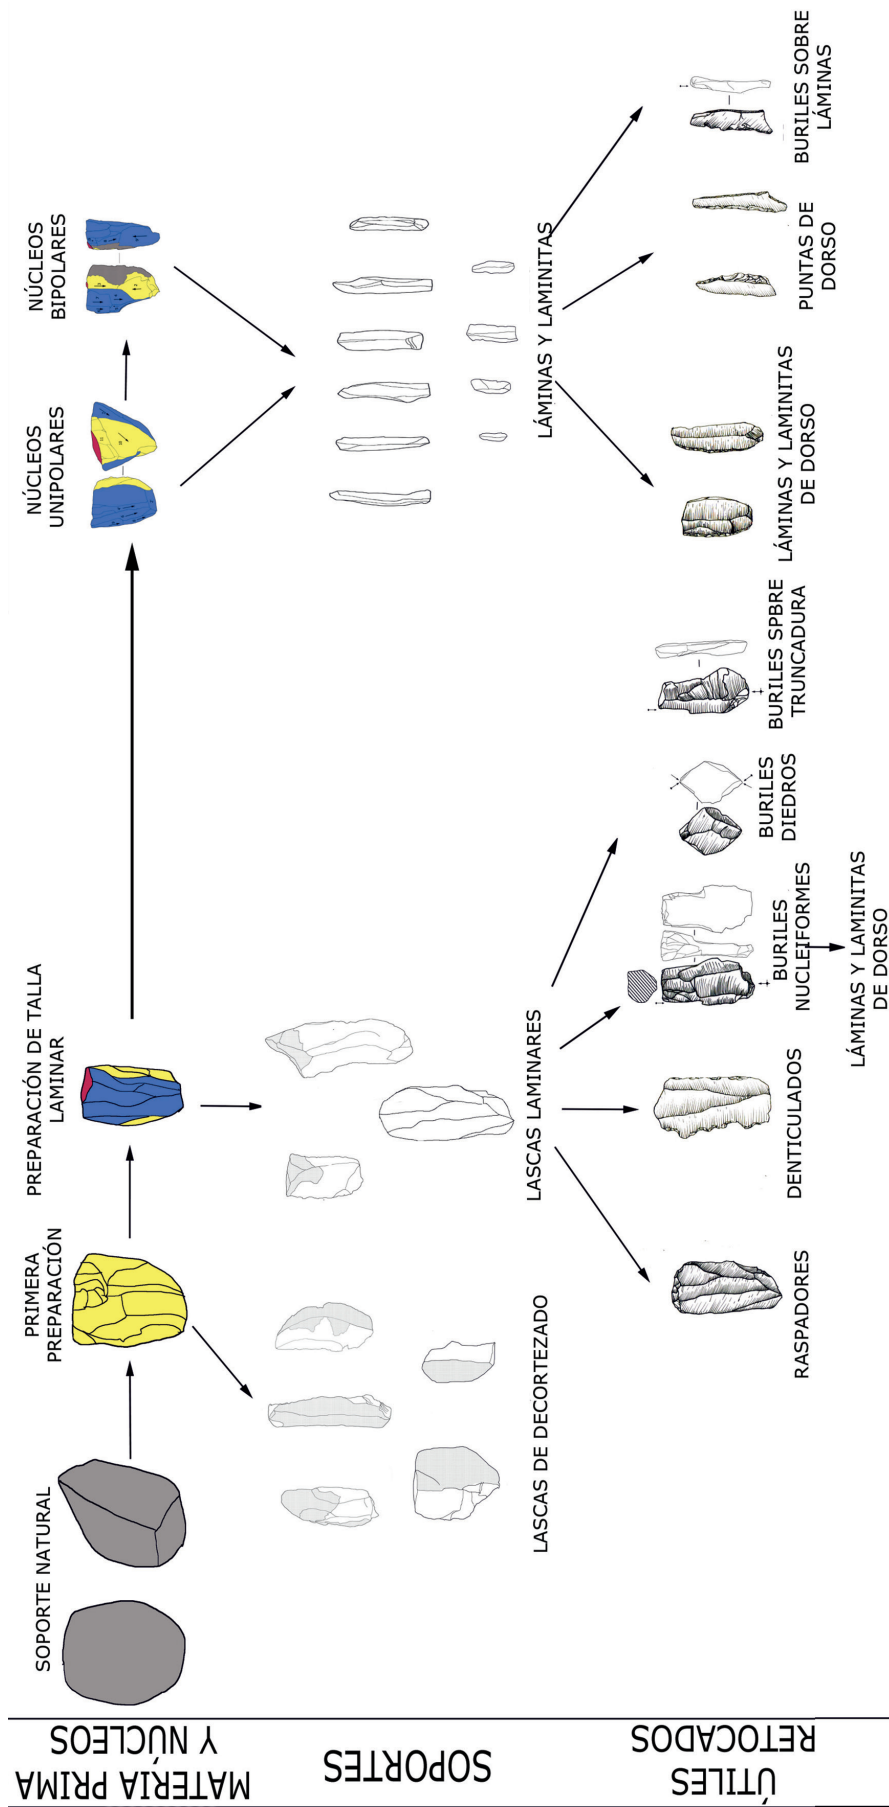 MATERIA PRIMA
Y NÚCLEOS
SOPORTE NATURAL
PRIMERA
PREPARACIÓN
PREPARACIÓN DE TALLA
LAMINAR
NÚCLEOS
UNIPOLARES
NÚCLEOS
BIPOLARES
SOPORTES
LASCAS DE DECORTEZADO
LASCAS LAMINARES
LÁMINAS Y LAMINITAS
ÚTILES
RETOCADOS
RASPADORES
DENTICULADOS
BURILES
NUCLEIFORMES
BURILES
DIEDROS
BURILES SPBRE
TRUNCADURA
LÁMINAS Y LAMINITAS
DE DORSO
PUNTAS DE
DORSO
BURILES SOBRE
LÁMINAS
LÁMINAS Y LAMINITAS
DE DORSO